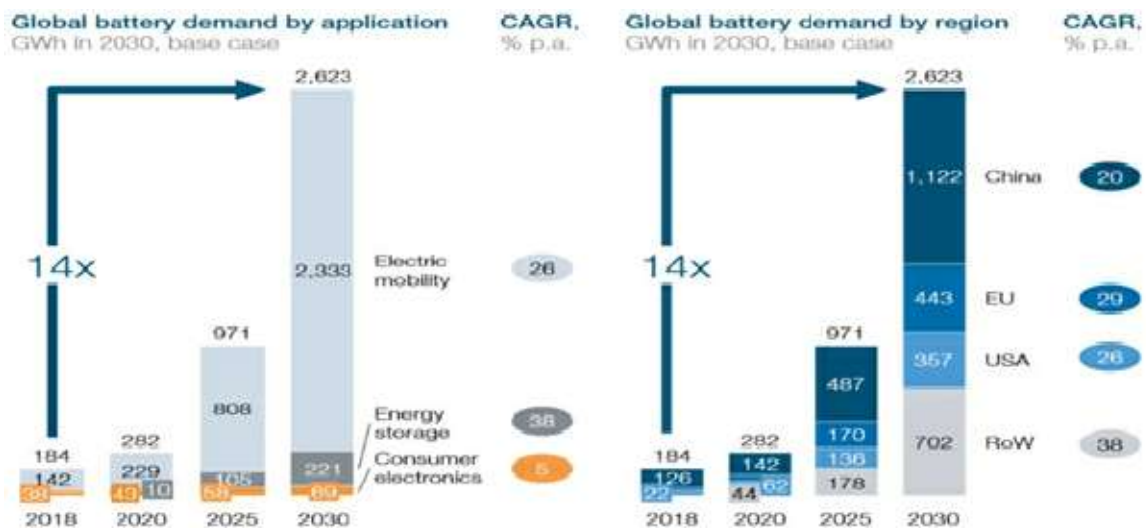 Global battery demand by application
GWh in 2030, base case
CAGR,
% p.a.
2,623
14x
2,333
Electric
mobility
26
971
808
Energy
storage
38
184
282
142
229
105
221
Consumer
electronics
5
38
43
10
58
69
2018
2020
2025
2030
Global battery demand by region
GWh in 2030, base case
CAGR,
% p.a.
2,623
1,122
China
20
14x
443
EU
29
971
357
USA
26
487
184
282
170
702
RoW
38
126
142
136
22
62
44
178
2018
2020
2025
2030